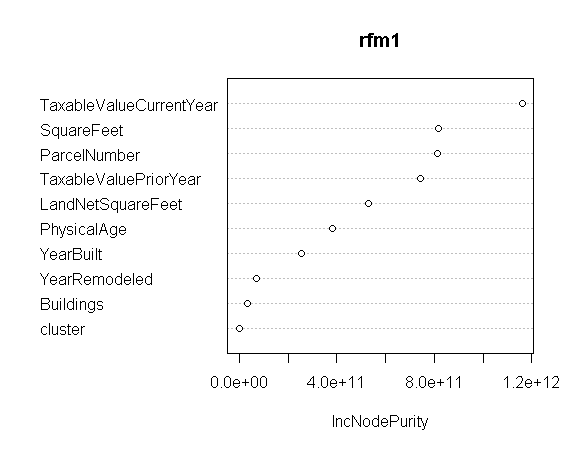 rfm1
TaxableValueCurrentYear
SquareFeet
ParcelNumber
TaxableValuePriorYear
LandNetSquareFeet
PhysicalAge
YearBuilt
YearRemodeled
Buildings
cluster
0.0e+00 4.0e+11 8.0e+11 1.2e+12
IncNodePurity